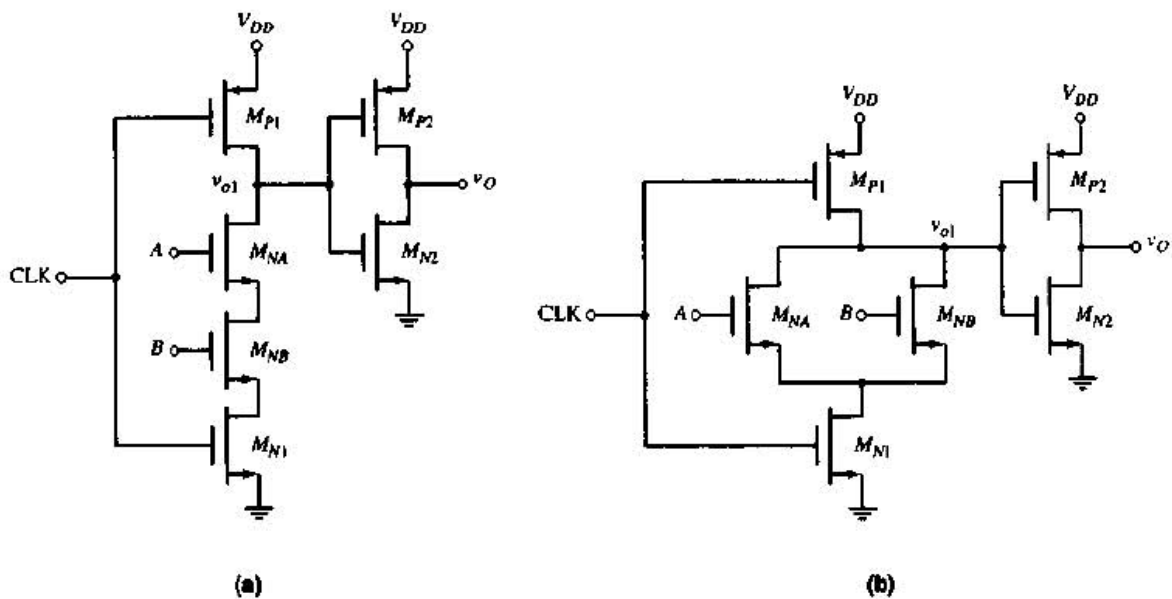 V_DD
V_DD
M_P1
M_P2
v_o1
v_O
A
M_NA
M_N2
CLK
B
M_NB
M_N1
(a)
V_DD
V_DD
M_P1
M_P2
v_o1
v_O
CLK
A
M_NA
B
M_NB
M_N2
M_N1
(b)